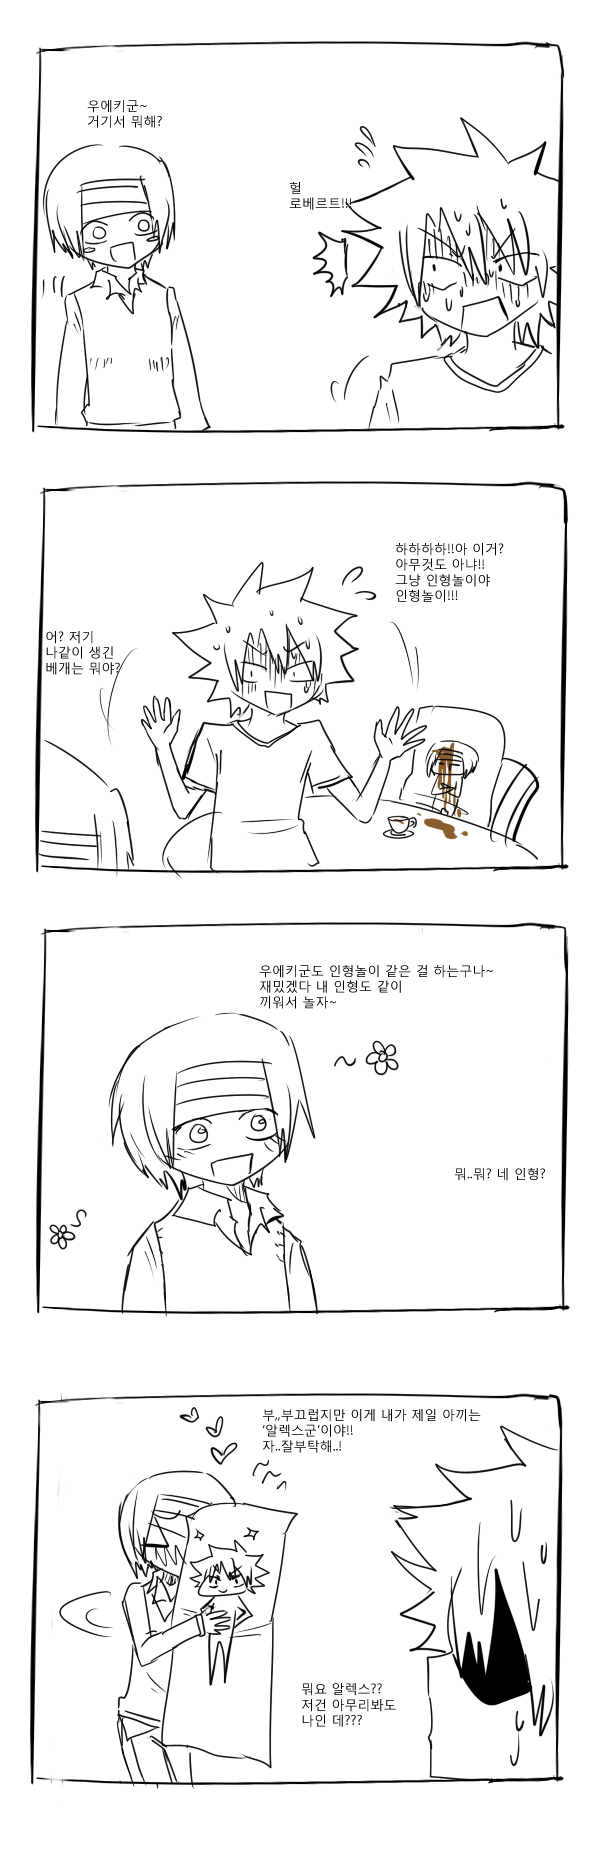 우에키군~
거기서 뭐해?
헐
로베르트!!!
하하하하!!아 이거?
아무것도 아냐!!
그냥 인형놀이야
인형놀이!!!
어? 저기
나같이 생긴
베개는 뭐야?
우에키군도 인형놀이 같은 걸 하는구나~
재밌겠다 내 인형도 같이
끼워서 놀자~
뭐..뭐? 네 인형?
부,,부끄럽지만 이게 내가 제일 아끼는
'알렉스군'이야!!
자..잘부탁해..!
뭐요 알렉스??
저건 아무리봐도
나인 데???